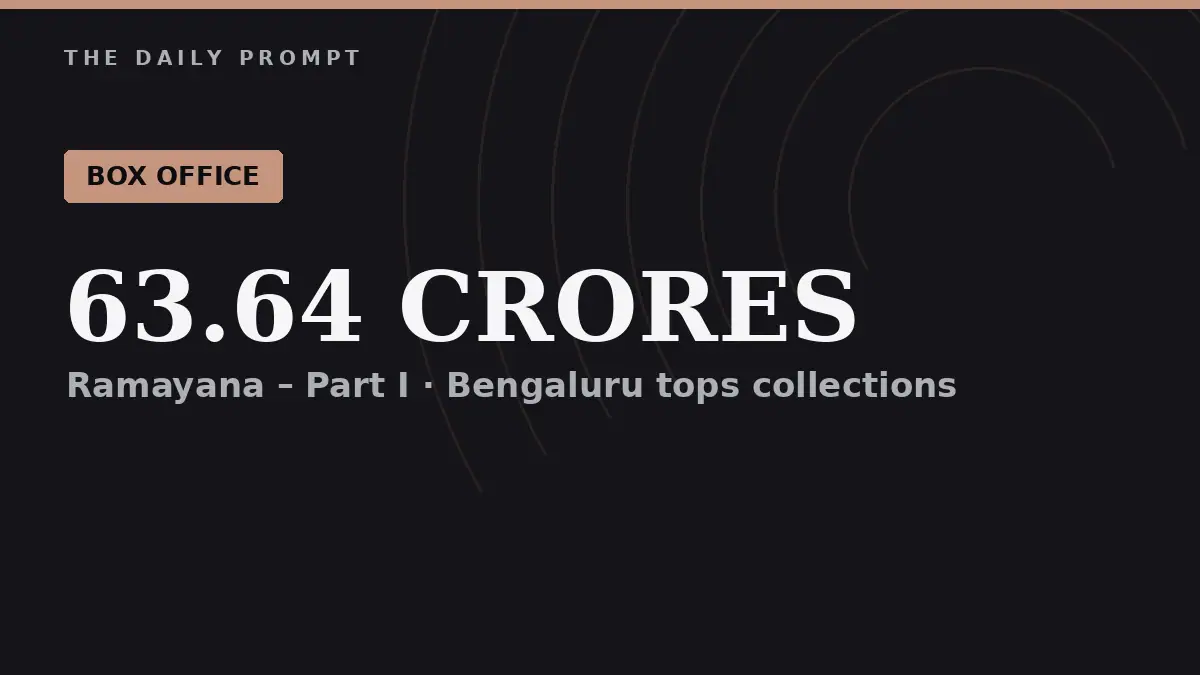 THE DAILY PROMPT
BOX OFFICE
63.64 CRORES
Ramayana – Part I · Bengaluru tops collections